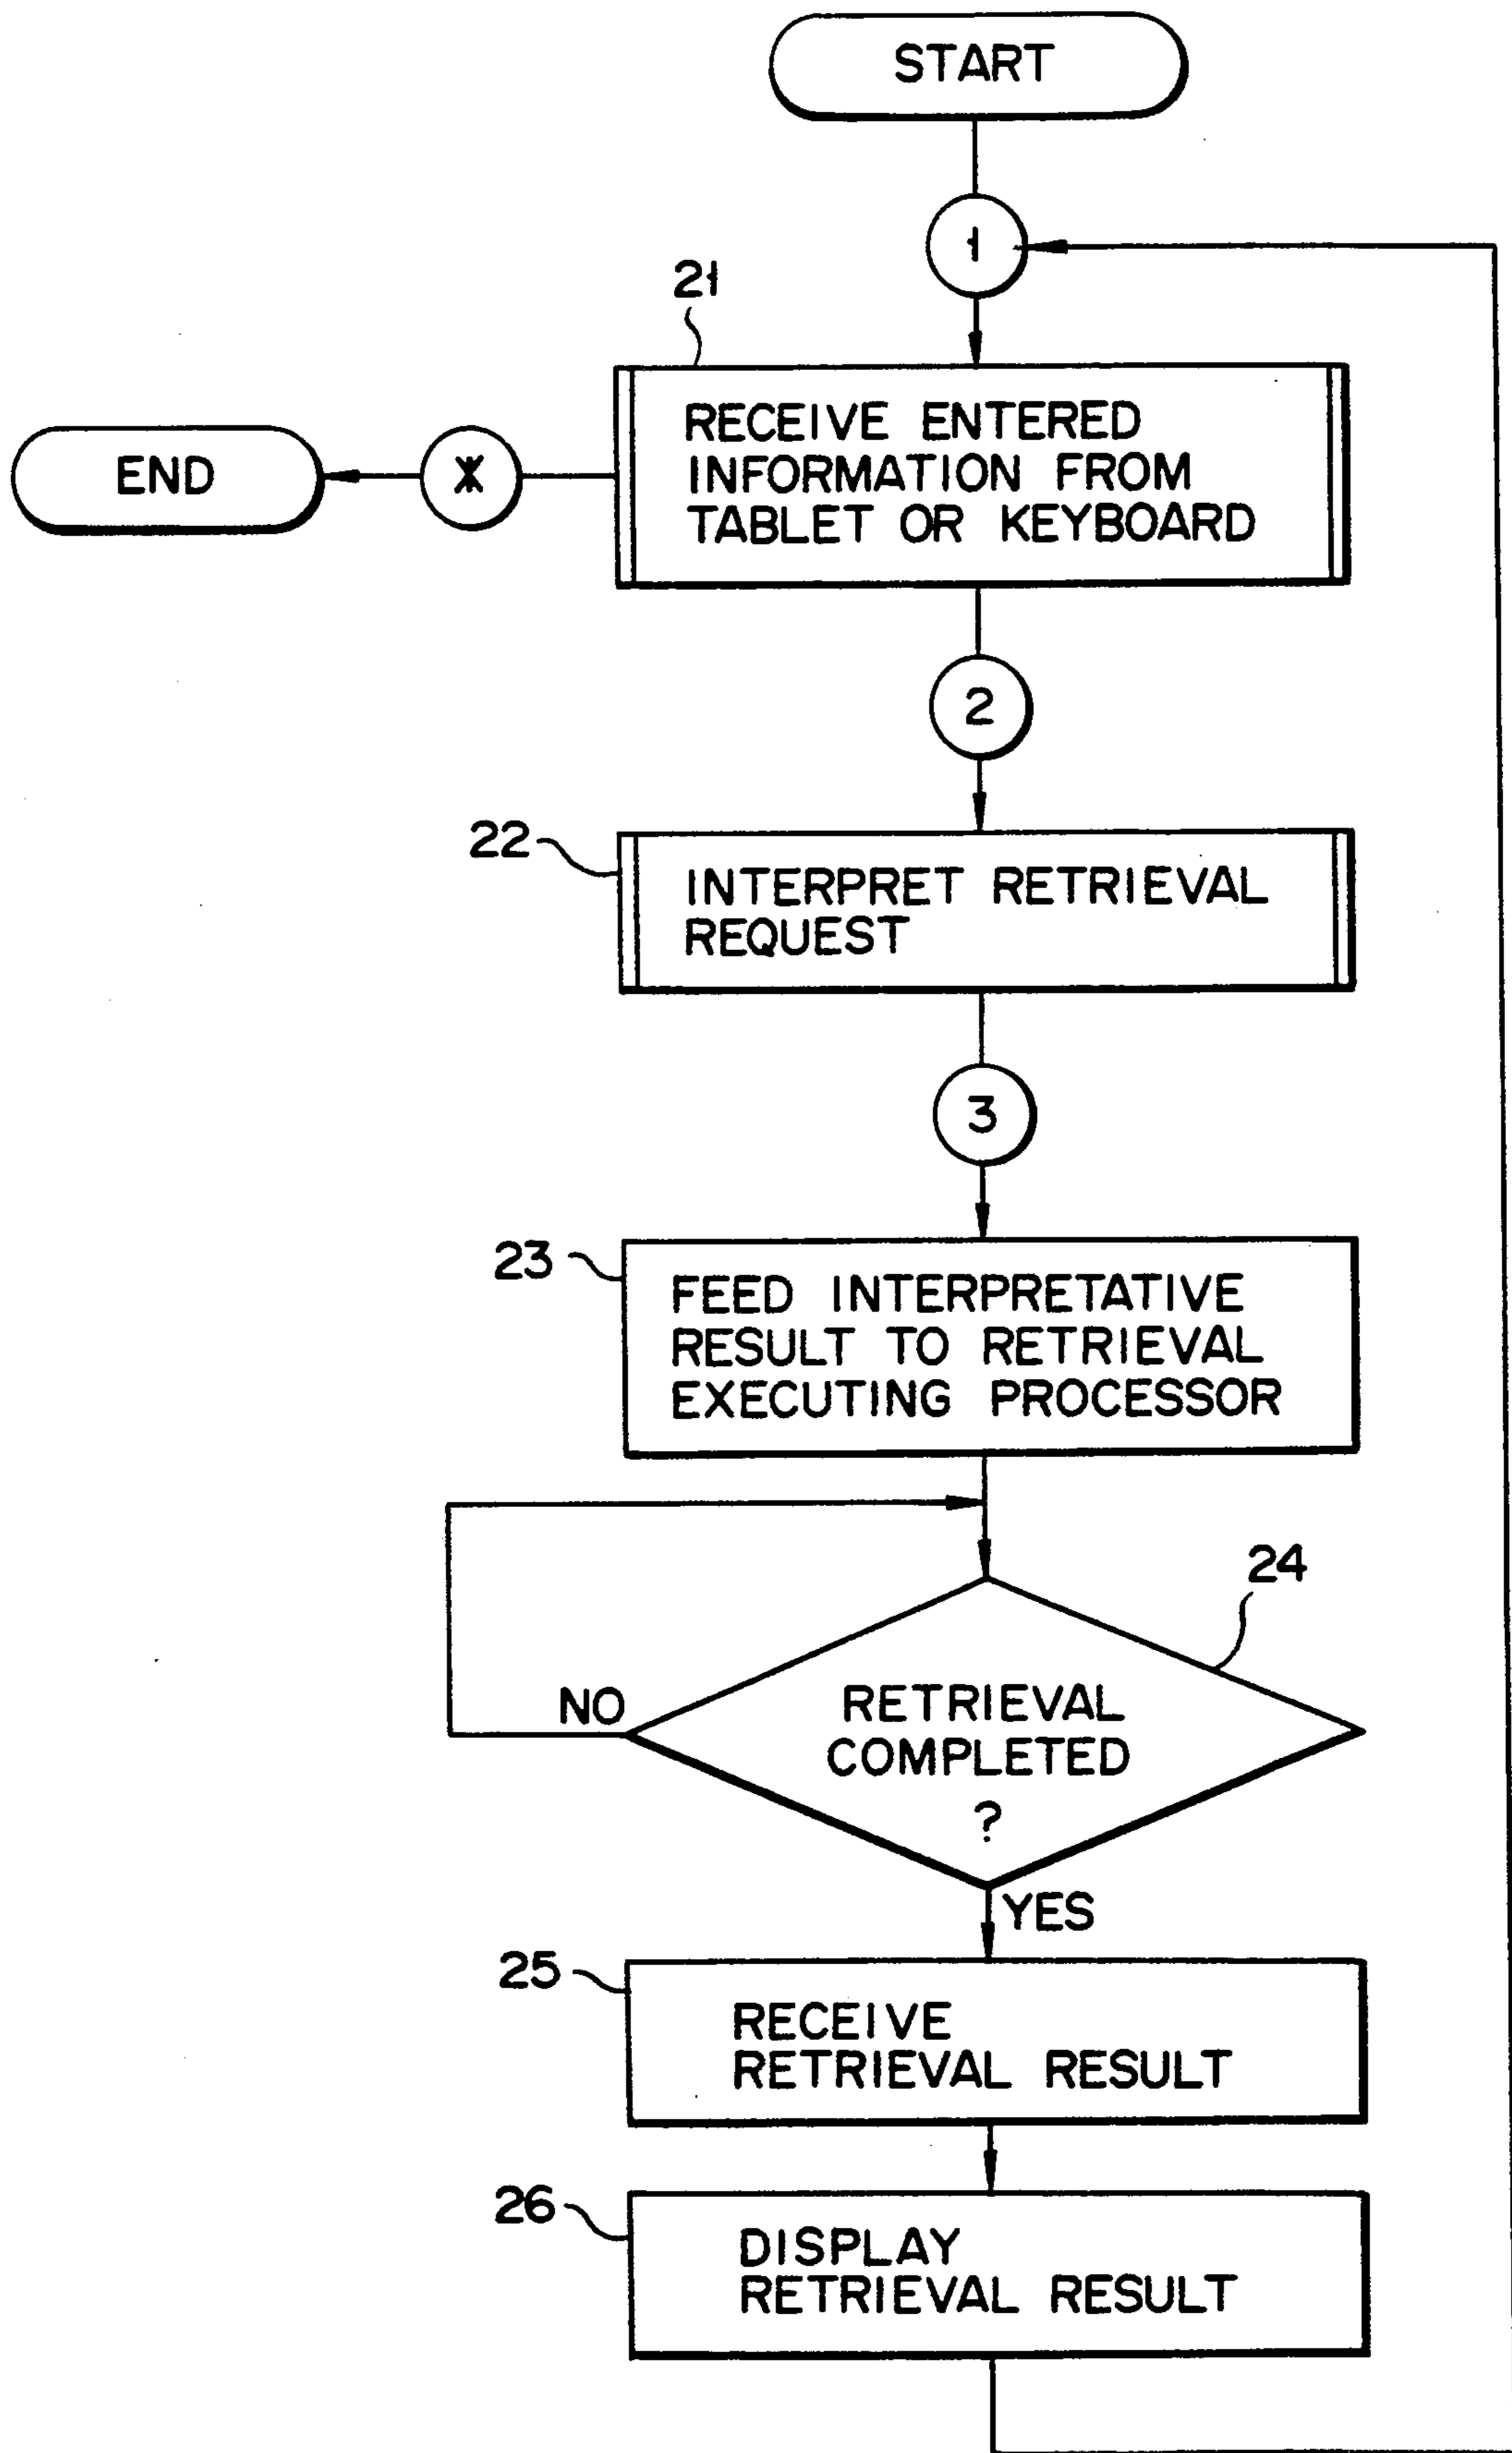 START
1
21
RECEIVE ENTERED
INFORMATION FROM
TABLET OR KEYBOARD
END
2
22
INTERPRET RETRIEVAL
REQUEST
3
23
FEED INTERPRETATIVE
RESULT TO RETRIEVAL
EXECUTING PROCESSOR
24
NO
RETRIEVAL
COMPLETED
?
YES
25
RECEIVE
RETRIEVAL RESULT
26
DISPLAY
RETRIEVAL RESULT